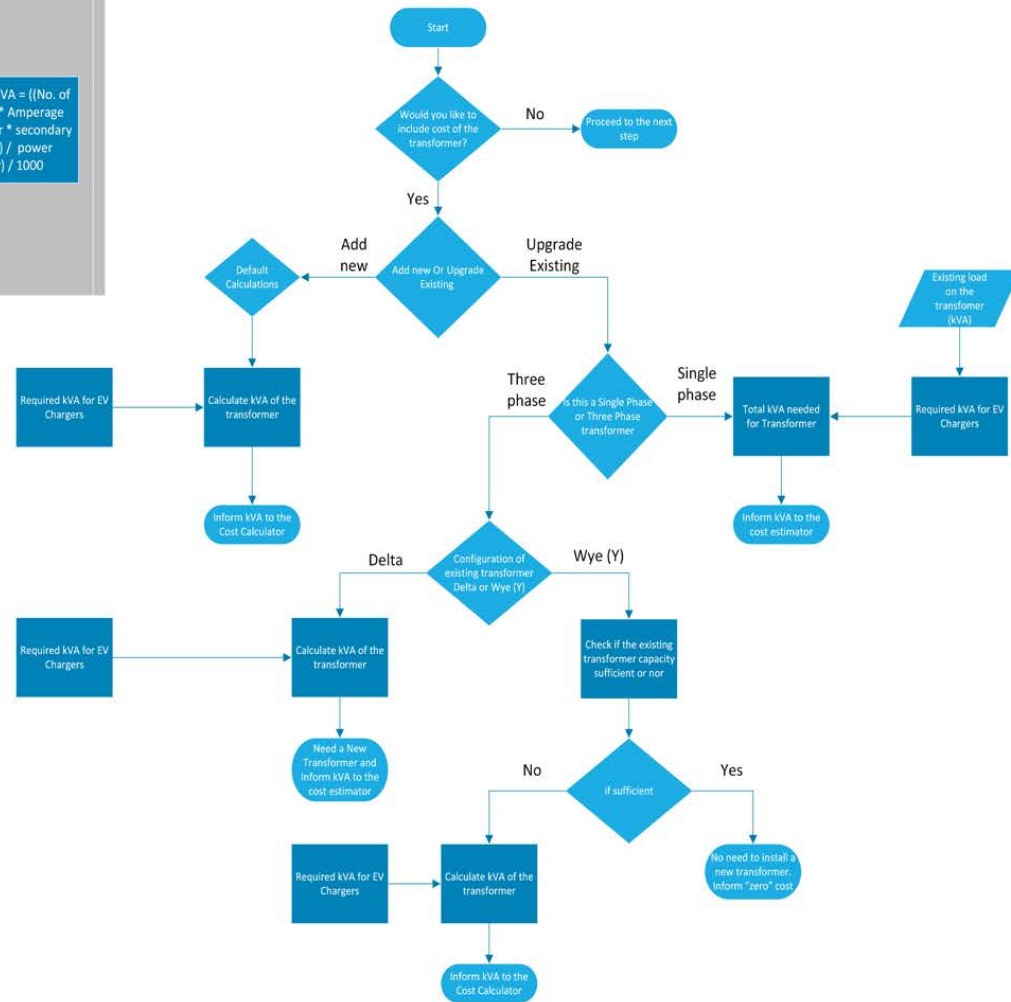 Start
VA = ((No. of
* Amperage
* secondary
) / power
) / 1000
Would you like to
include cost of the
transformer?
No
Proceed to the next
step
Yes
Add
new
Upgrade
Existing
Default
Calculations
Add new Or Upgrade
Existing
Existing load
on the
transfomer
(kVA)
Required kVA for EV
Chargers
Calculate kVA of the
transformer
Three
phase
Is this a Single Phase
or Three Phase
transformer
Single
phase
Total kVA needed
for Transformer
Required kVA for EV
Chargers
Inform kVA to the
Cost Calculator
Inform kVA to the
cost estimator
Delta
Configuration of
existing transformer
Delta or Wye (Y)
Wye (Y)
Required kVA for EV
Chargers
Calculate kVA of the
transformer
Check if the existing
transformer capacity
sufficient or nor
Need a New
Transformer and
Inform kVA to the
cost estimator
No
if sufficient
Yes
Required kVA for EV
Chargers
Calculate kVA of the
transformer
No need to install a
new transformer.
Inform "zero" cost
Inform kVA to the
Cost Calculator